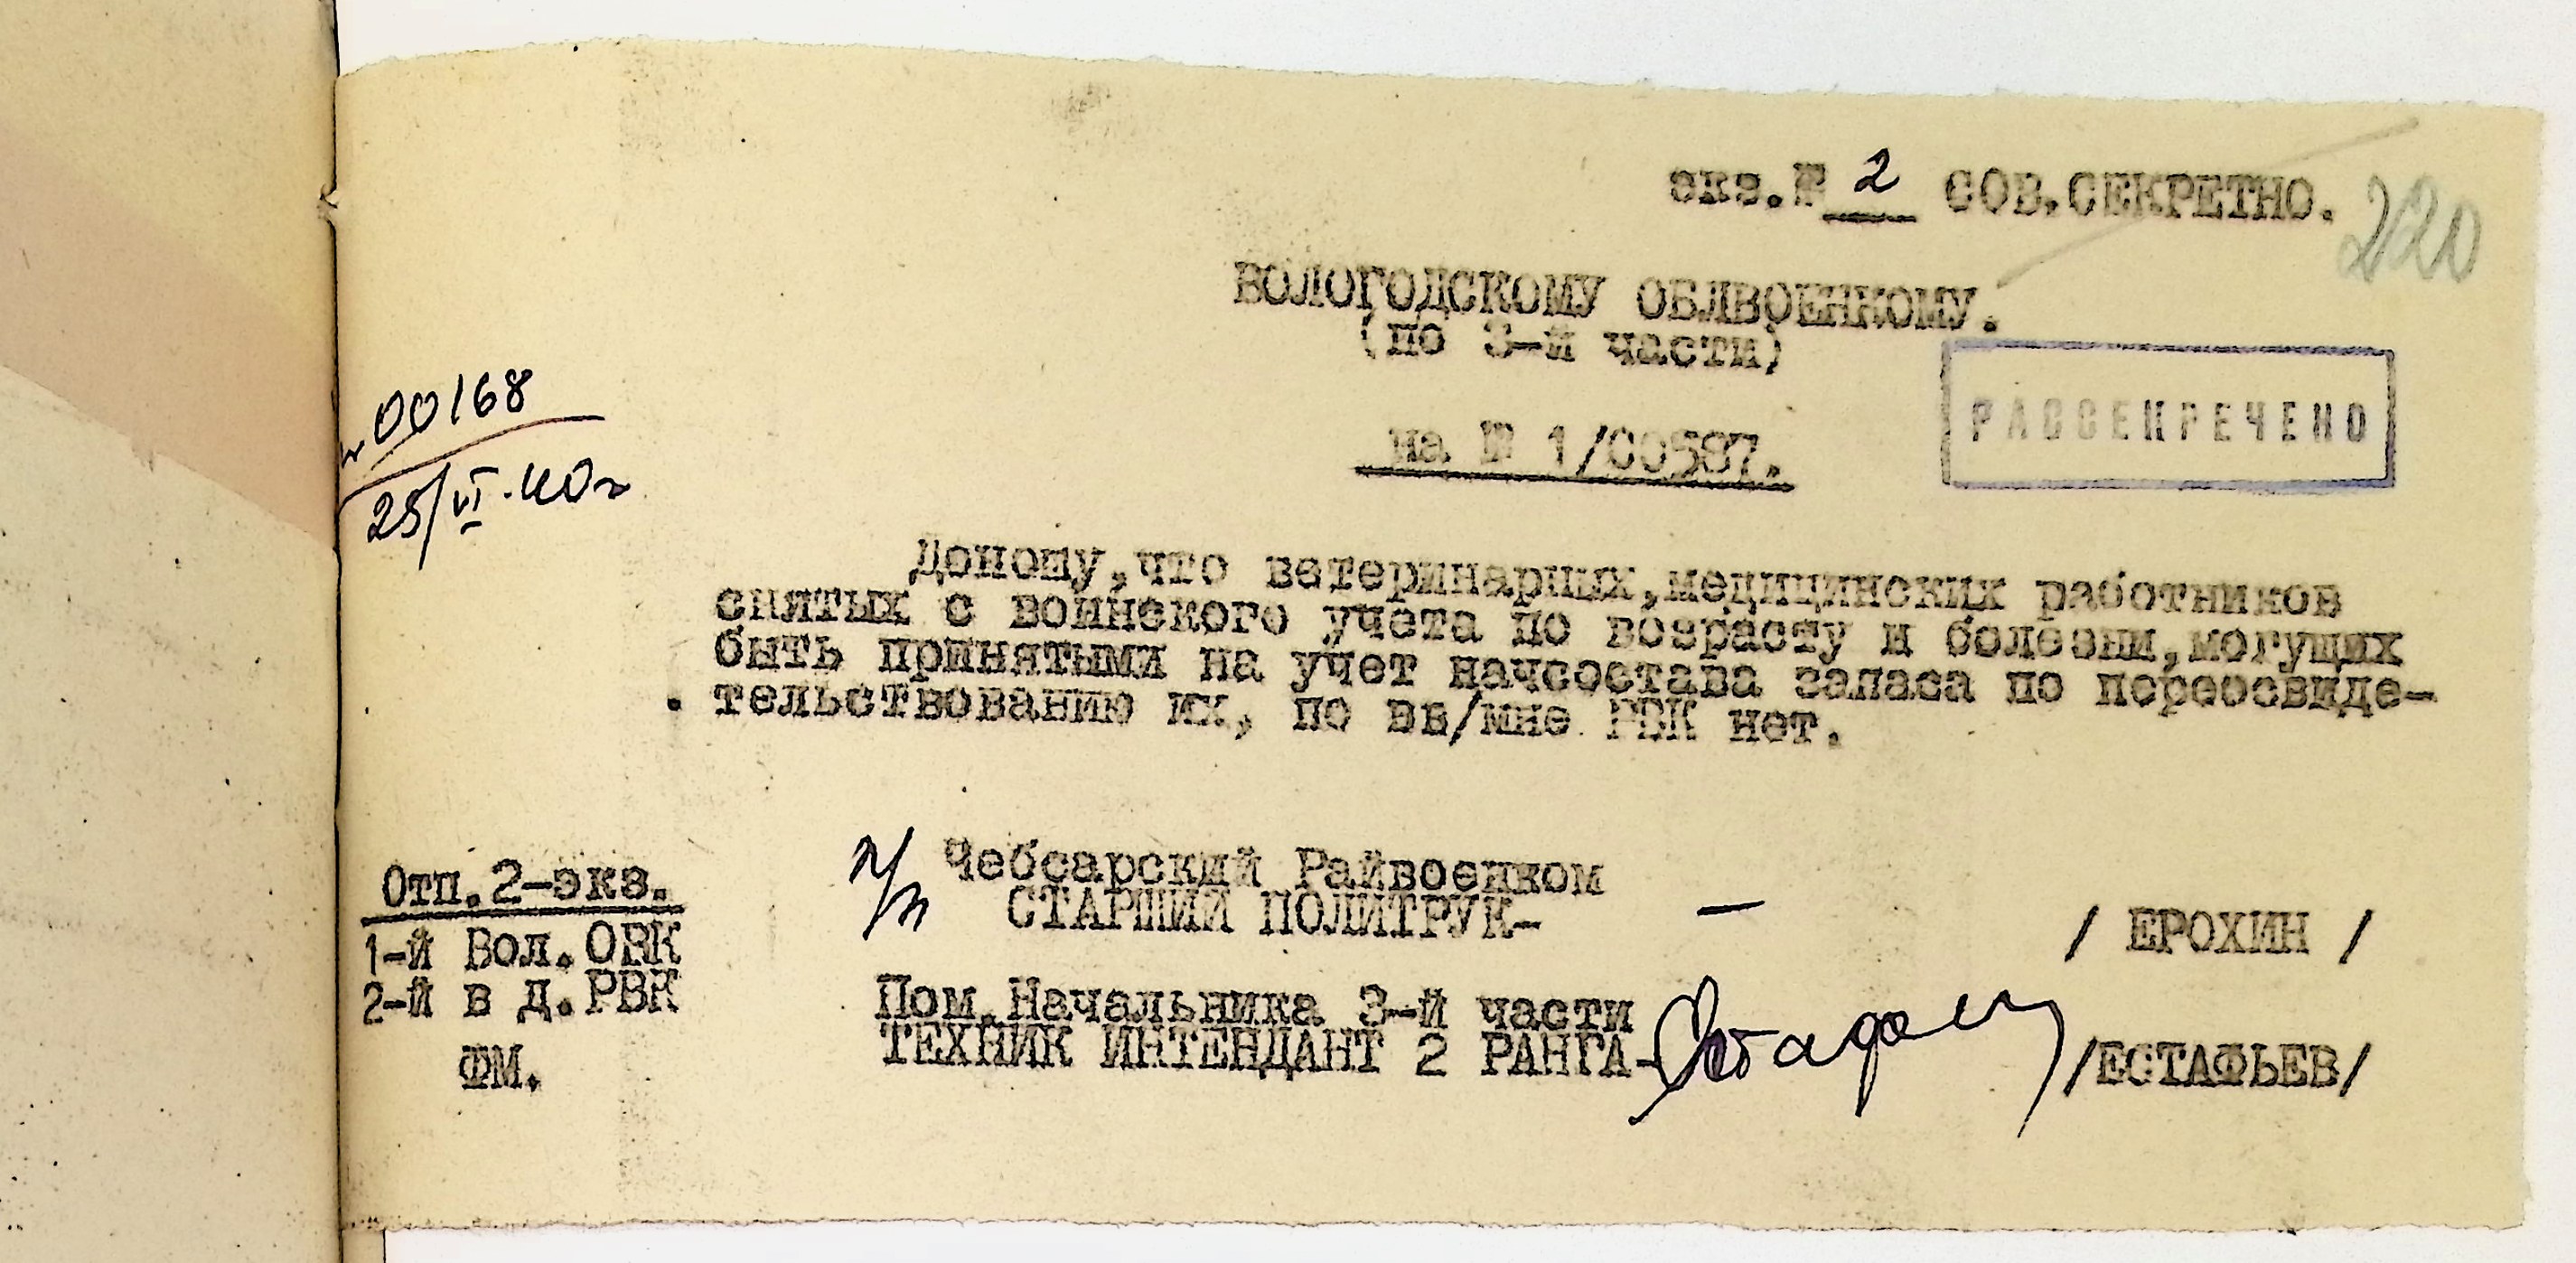 экз.№ 2 СОВ.СЕКРЕТНО.
220
ВОЛОГОДСКОМУ ОБЛВОЕНКОМУ.
(по 3-й части)
РАССЕКРЕЧЕНО
№ 00168
25/VI-40г
на № 1/00587.
Доношу,что ветеринарных,медицинских работников
снятых с воинского учета по возрасту и болезни,могущих
быть принятыми на учет начсостава запаса по переосвиде-
тельствованию их, по вв/мне РВК нет.
п/п Чебсарский Райвоенком
СТАРШИЙ ПОЛИТРУК- — / ЕРОХИН /
Пом.Начальника 3-й части
ТЕХНИК ИНТЕНДАНТ 2 РАНГА- /ЕСТАФЬЕВ/
Отп.2-экз.
1-й Вол.ОВК
2-й в д.РВК
ФМ.